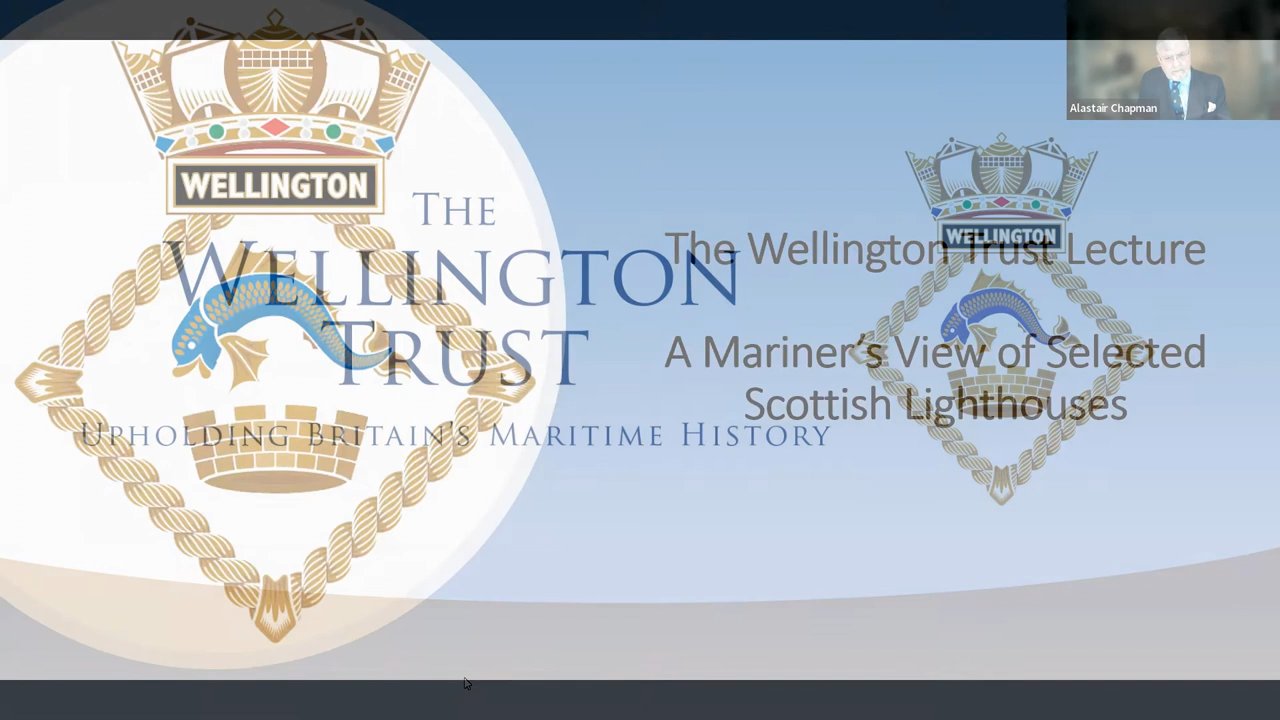 Alastair Chapman
WELLINGTON
THE
WELLINGTON
TRUST
UPHOLDING BRITAIN'S MARITIME HISTORY
WELLINGTON
The Wellington Trust Lecture
A Mariner's View of Selected
Scottish Lighthouses